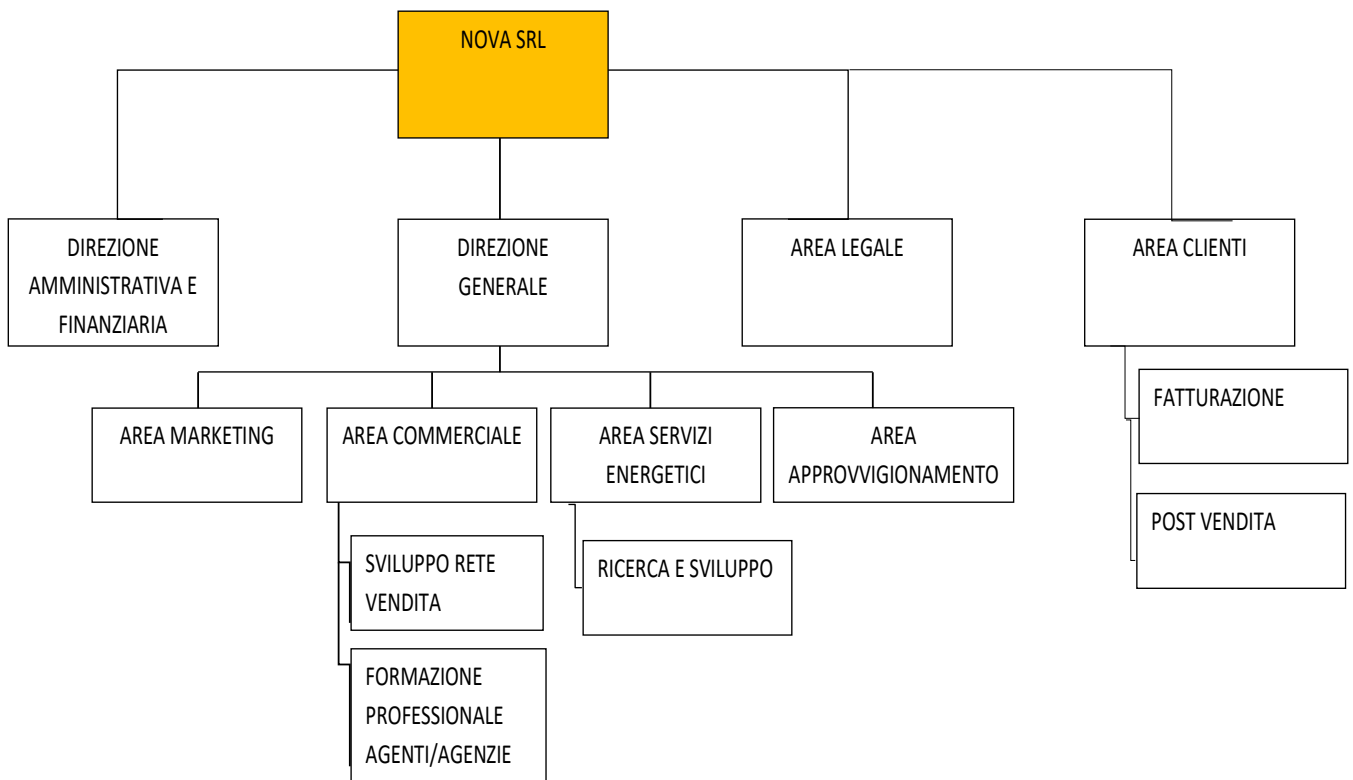 NOVA SRL
DIREZIONE
AMMINISTRATIVA E
FINANZIARIA
DIREZIONE
GENERALE
AREA LEGALE
AREA CLIENTI
FATTURAZIONE
POST VENDITA
AREA MARKETING
AREA COMMERCIALE
AREA SERVIZI
ENERGETICI
AREA
APPROVVIGIONAMENTO
SVILUPPO RETE
VENDITA
RICERCA E SVILUPPO
FORMAZIONE
PROFESSIONALE
AGENTI/AGENZIE